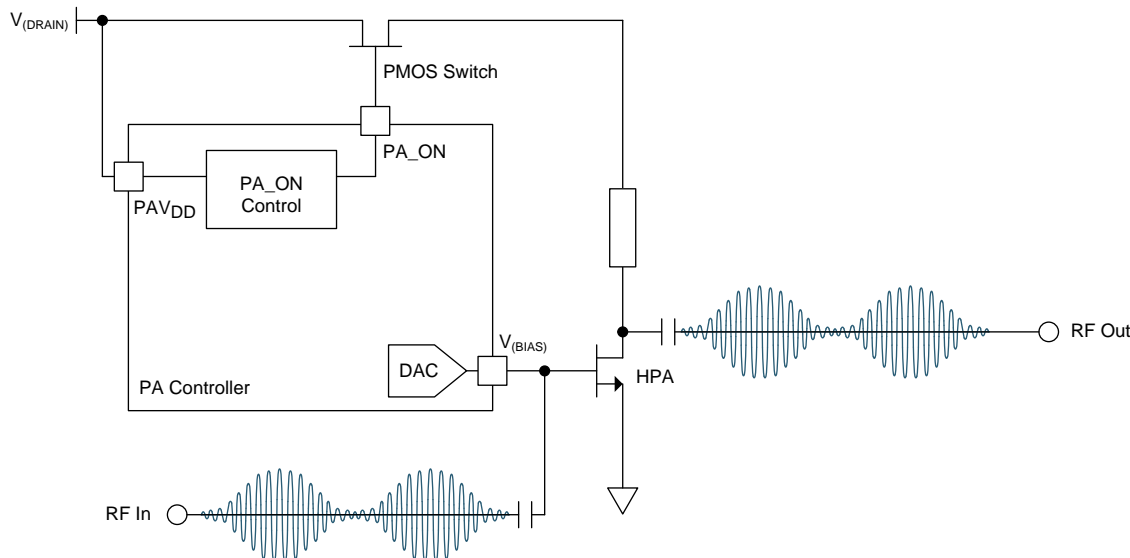 V(DRAIN)
PMOS Switch
PA_ON
PA_ON
Control
PAVDD
V(BIAS)
DAC
PA Controller
HPA
RF Out
RF In